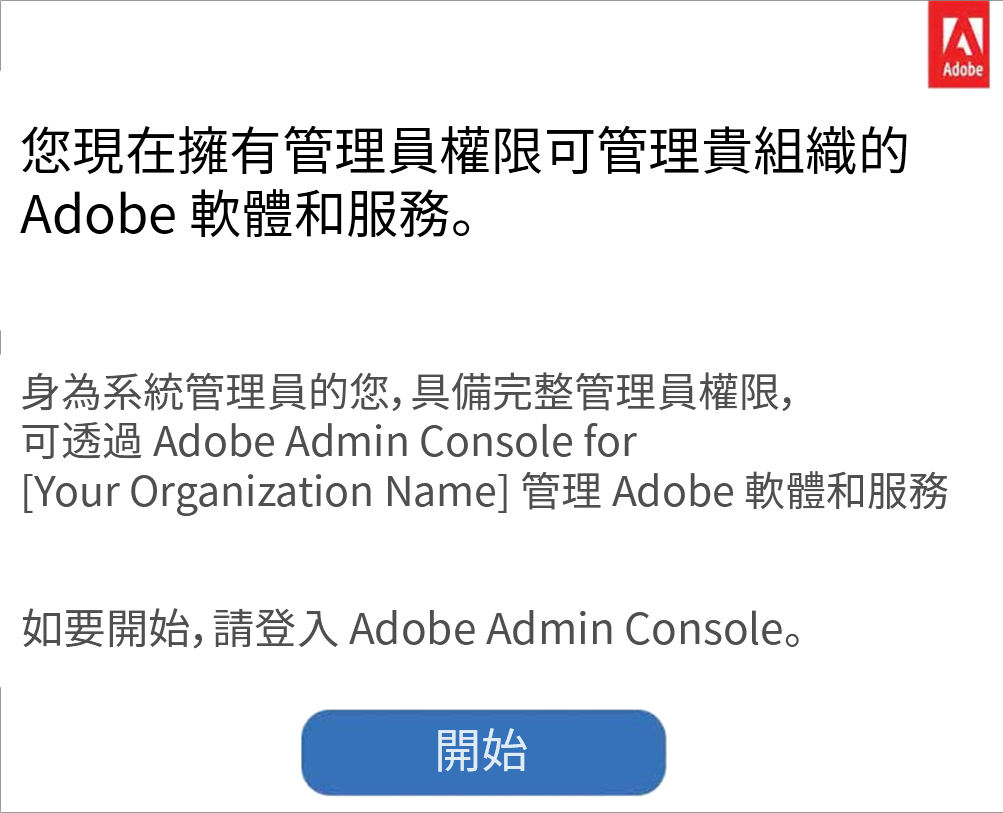 Adobe
您現在擁有管理員權限可管理貴組織的
Adobe 軟體和服務。
身為系統管理員的您，具備完整管理員權限，
可透過 Adobe Admin Console for
[Your Organization Name] 管理 Adobe 軟體和服務
如要開始，請登入 Adobe Admin Console。
開始